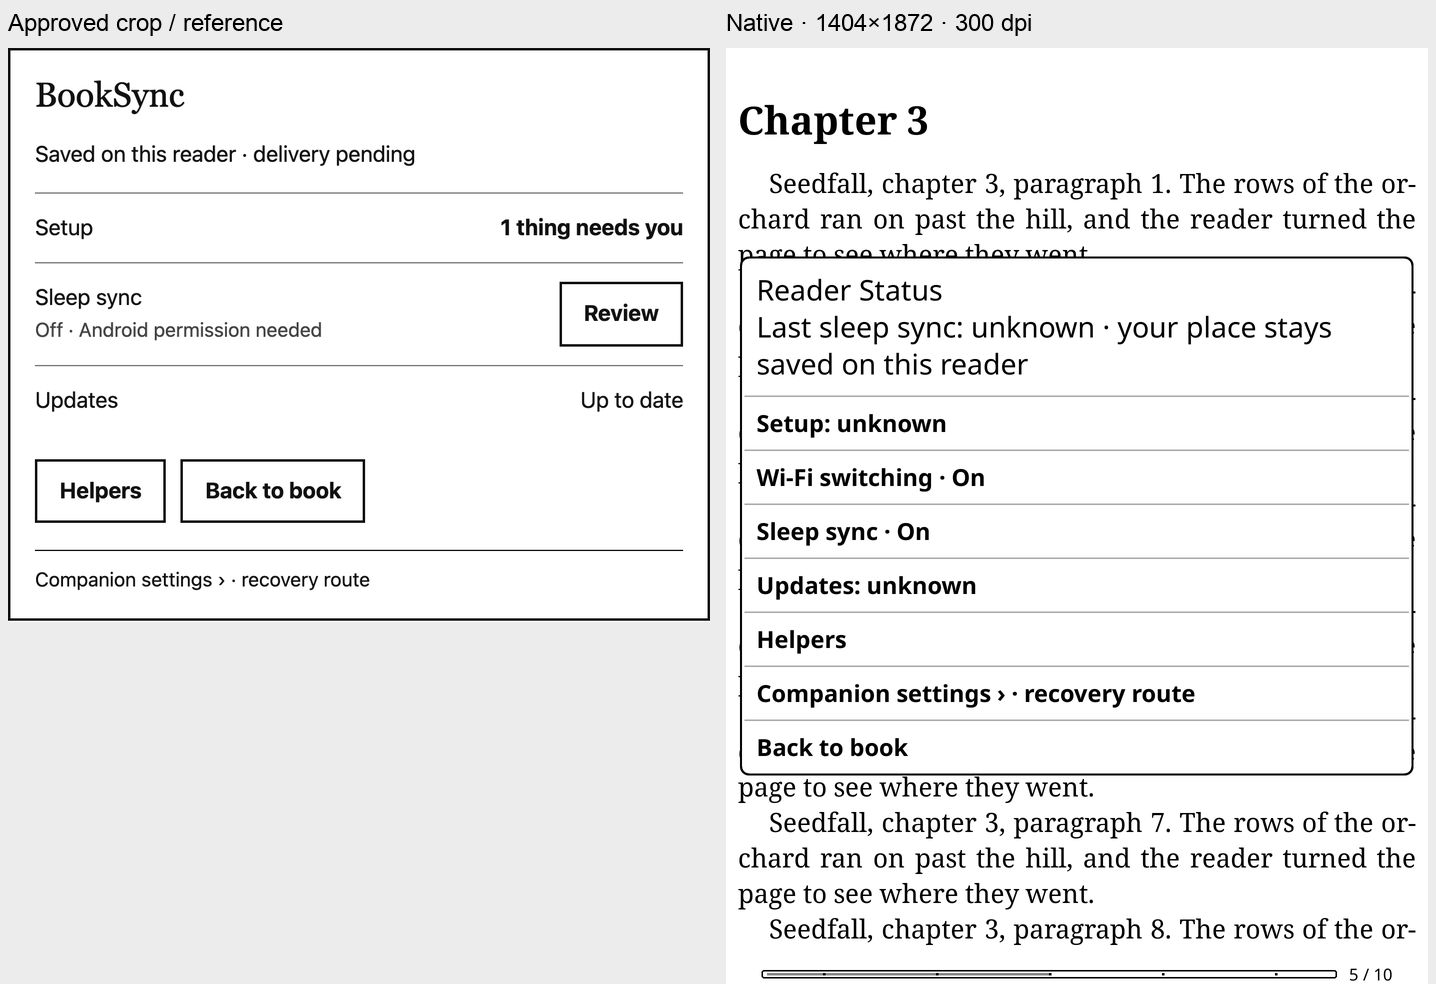 Approved crop / reference
BookSync
Saved on this reader · delivery pending
Setup 1 thing needs you
Sleep sync
Off · Android permission needed
Review
Updates Up to date
Helpers Back to book
Companion settings › · recovery route
Native · 1404×1872 · 300 dpi
Chapter 3
Seedfall, chapter 3, paragraph 1. The rows of the or-
chard ran on past the hill, and the reader turned the
page to see where they went.
Reader Status
Last sleep sync: unknown · your place stays
saved on this reader
Setup: unknown
Wi-Fi switching · On
Sleep sync · On
Updates: unknown
Helpers
Companion settings › · recovery route
Back to book
page to see where they went.
Seedfall, chapter 3, paragraph 7. The rows of the or-
chard ran on past the hill, and the reader turned the
page to see where they went.
Seedfall, chapter 3, paragraph 8. The rows of the or-
5 / 10